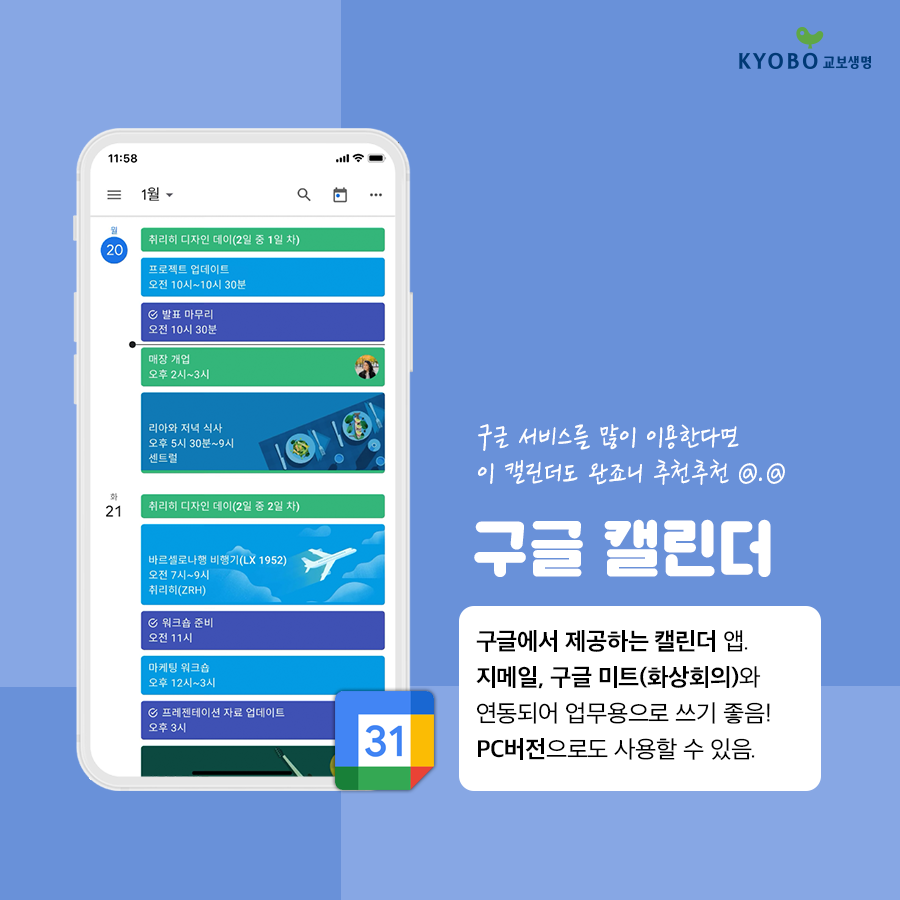 KYOBO 교보생명
11:58
1월
월
20
취리히 디자인 데이(2일 중 1일 차)
프로젝트 업데이트
오전 10시~10시 30분
발표 마무리
오전 10시 30분
매장 개업
오후 2시~3시
리아와 저녁 식사
오후 5시 30분~9시
센트럴
화
21
취리히 디자인 데이(2일 중 2일 차)
바르셀로나행 비행기(LX 1952)
오전 7시~9시
취리히(ZRH)
워크숍 준비
오전 11시
마케팅 워크숍
오후 12시~3시
프레젠테이션 자료 업데이트
오후 3시
31
구글 서비스를 많이 이용한다면
이 캘린더도 완죠니 추천추천 @.@
구글 캘린더
구글에서 제공하는 캘린더 앱.
지메일, 구글 미트(화상회의)와
연동되어 업무용으로 쓰기 좋음!
PC버전으로도 사용할 수 있음.